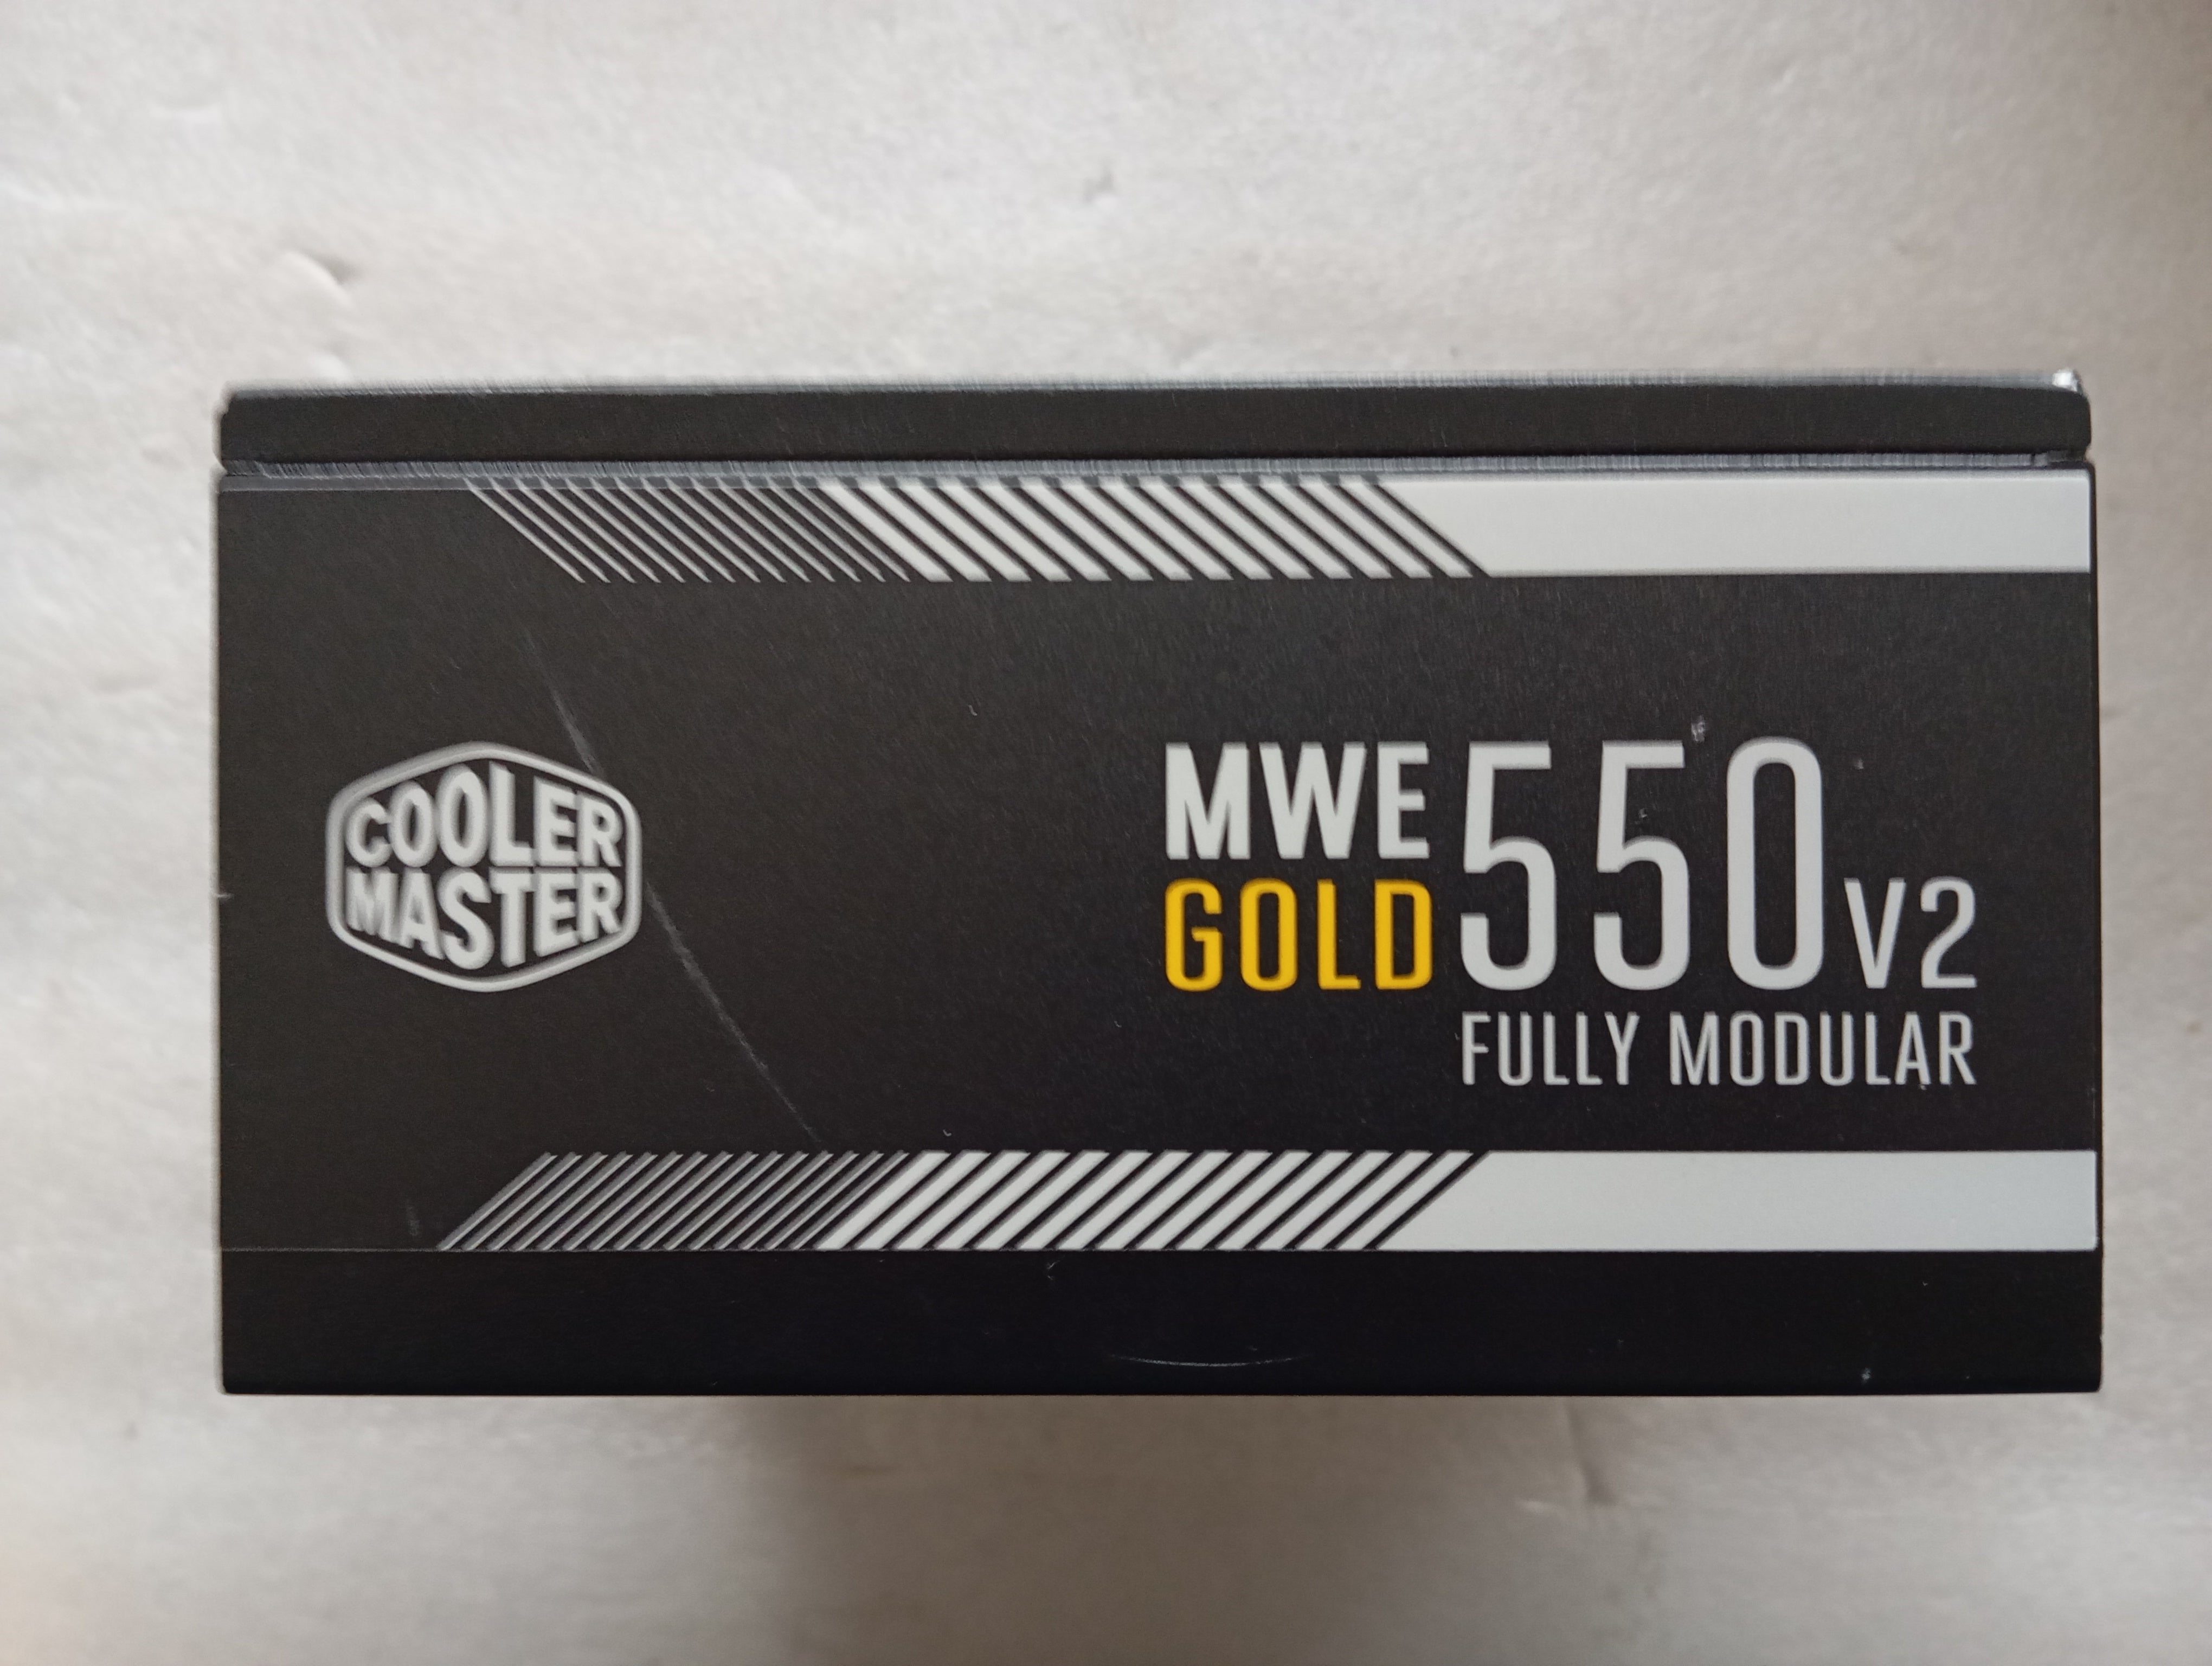 COOLER
MASTER
MWE
GOLD
550 V2
FULLY MODULAR